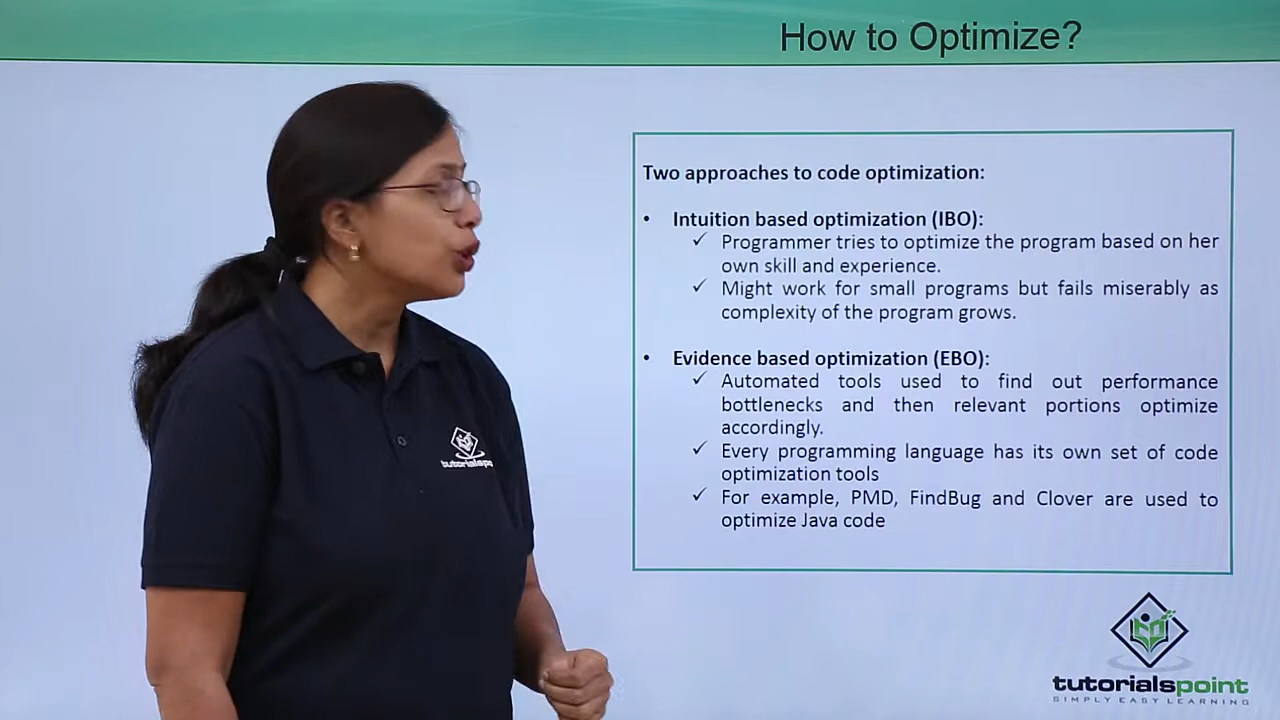 How to Optimize?
Two approaches to code optimization:
• Intuition based optimization (IBO):
✓ Programmer tries to optimize the program based on her
own skill and experience.
✓ Might work for small programs but fails miserably as
complexity of the program grows.
• Evidence based optimization (EBO):
✓ Automated tools used to find out performance
bottlenecks and then relevant portions optimize
accordingly.
✓ Every programming language has its own set of code
optimization tools
✓ For example, PMD, FindBug and Clover are used to
optimize Java code
tutorialspo
tutorialspoint
SIMPLY EASY LEARNING